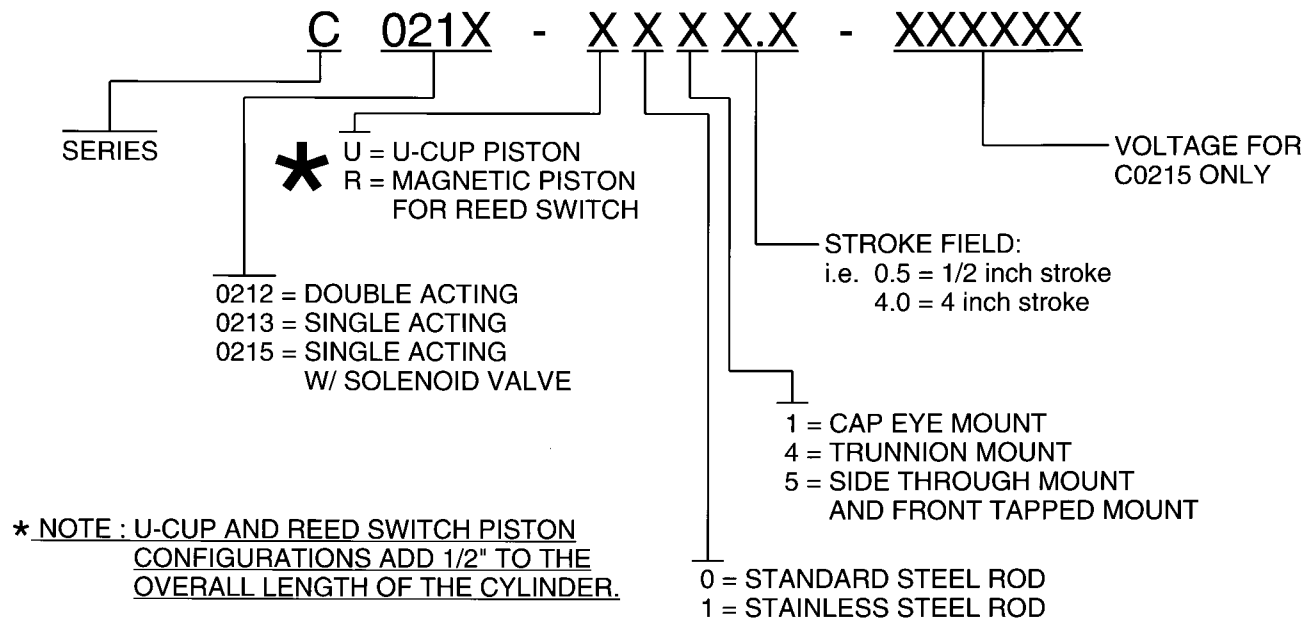 C 021X - X X X X.X - XXXXXX
SERIES
* U = U-CUP PISTON
R = MAGNETIC PISTON
FOR REED SWITCH
VOLTAGE FOR
C0215 ONLY
STROKE FIELD:
i.e. 0.5 = 1/2 inch stroke
4.0 = 4 inch stroke
0212 = DOUBLE ACTING
0213 = SINGLE ACTING
0215 = SINGLE ACTING
W/ SOLENOID VALVE
1 = CAP EYE MOUNT
4 = TRUNNION MOUNT
5 = SIDE THROUGH MOUNT
AND FRONT TAPPED MOUNT
* NOTE : U-CUP AND REED SWITCH PISTON
CONFIGURATIONS ADD 1/2" TO THE
OVERALL LENGTH OF THE CYLINDER.
0 = STANDARD STEEL ROD
1 = STAINLESS STEEL ROD